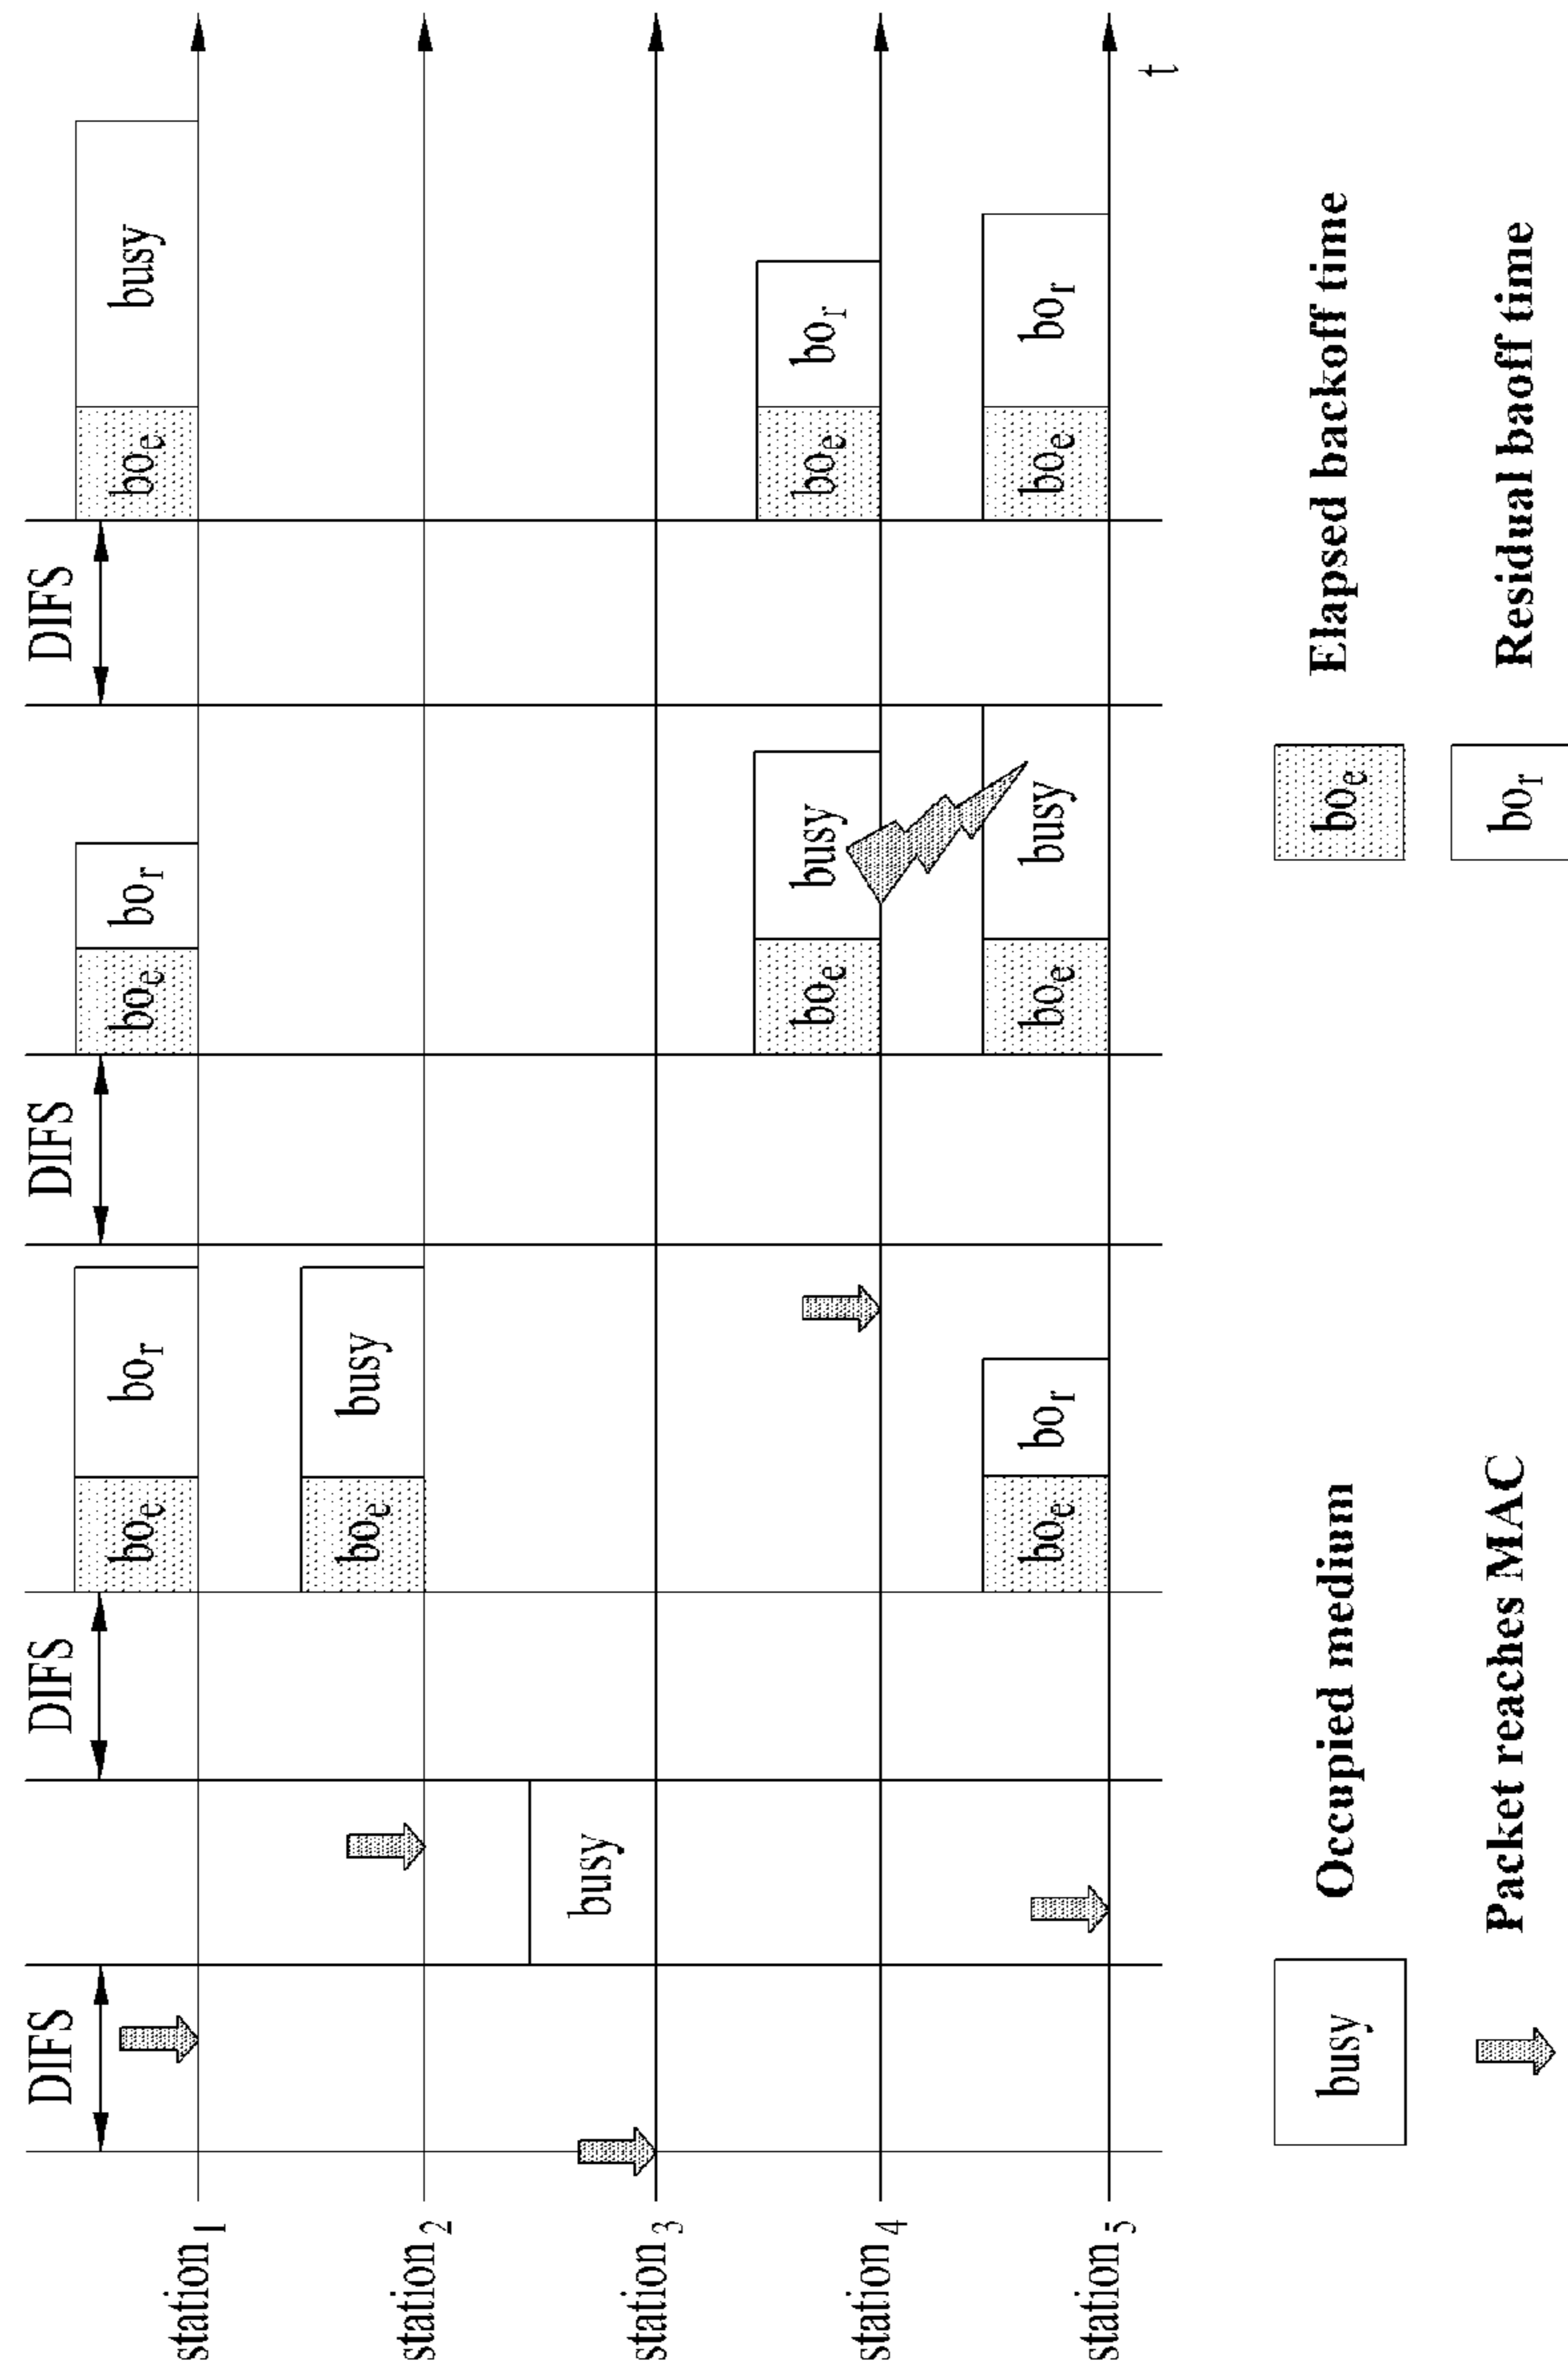 DIFS DIFS DIFS DIFS
station1 boe bor boe bor boe busy
station2 boe busy
station3 busy
station4 boe busy boe bor
station5 boe bor boe busy boe bor
t
busy Occupied medium boe Elapsed backoff time
Packet reaches MAC bor Residual baoff time